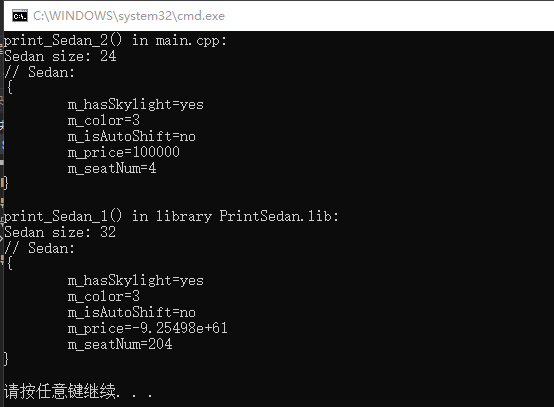 C:\WINDOWS\system32\cmd.exe
print_Sedan_2() in main.cpp:
Sedan size: 24
// Sedan:
{
m_hasSkylight=yes
m_color=3
m_isAutoShift=no
m_price=100000
m_seatNum=4
}
print_Sedan_1() in library PrintSedan.lib:
Sedan size: 32
// Sedan:
{
m_hasSkylight=yes
m_color=3
m_isAutoShift=no
m_price=-9.25498e+61
m_seatNum=204
}
请按任意键继续. . .